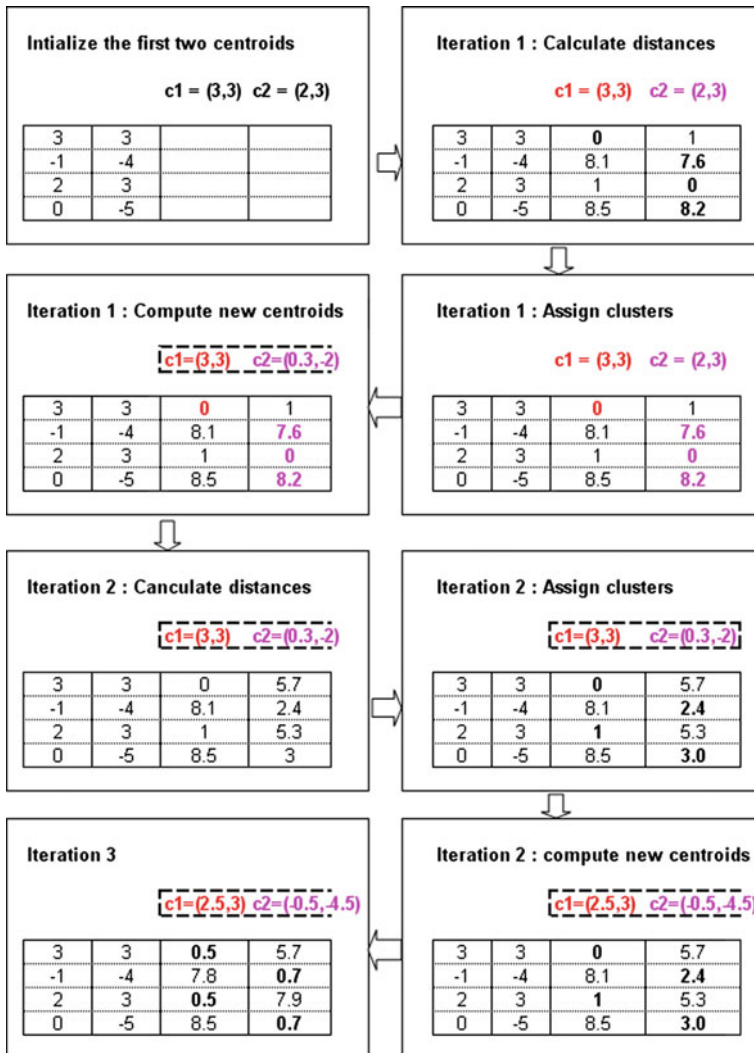 Intialize the first two centroids
c1 = (3,3) c2 = (2,3)
3 3
-1 -4
2 3
0 -5
Iteration 1 : Calculate distances
c1 = (3,3) c2 = (2,3)
3 3 0 1
-1 -4 8.1 7.6
2 3 1 0
0 -5 8.5 8.2
Iteration 1 : Assign clusters
c1 = (3,3) c2 = (2,3)
3 3 0 1
-1 -4 8.1 7.6
2 3 1 0
0 -5 8.5 8.2
Iteration 1 : Compute new centroids
c1=(3,3) c2=(0.3,-2)
3 3 0 1
-1 -4 8.1 7.6
2 3 1 0
0 -5 8.5 8.2
Iteration 2 : Canculate distances
c1=(3,3) c2=(0.3,-2)
3 3 0 5.7
-1 -4 8.1 2.4
2 3 1 5.3
0 -5 8.5 3
Iteration 2 : Assign clusters
c1=(3,3) c2=(0.3,-2)
3 3 0 5.7
-1 -4 8.1 2.4
2 3 1 5.3
0 -5 8.5 3.0
Iteration 2 : compute new centroids
c1=(2.5,3) c2=(-0.5,-4.5)
3 3 0 5.7
-1 -4 8.1 2.4
2 3 1 5.3
0 -5 8.5 3.0
Iteration 3
c1=(2.5,3) c2=(-0.5,-4.5)
3 3 0.5 5.7
-1 -4 7.8 0.7
2 3 0.5 7.9
0 -5 8.5 0.7